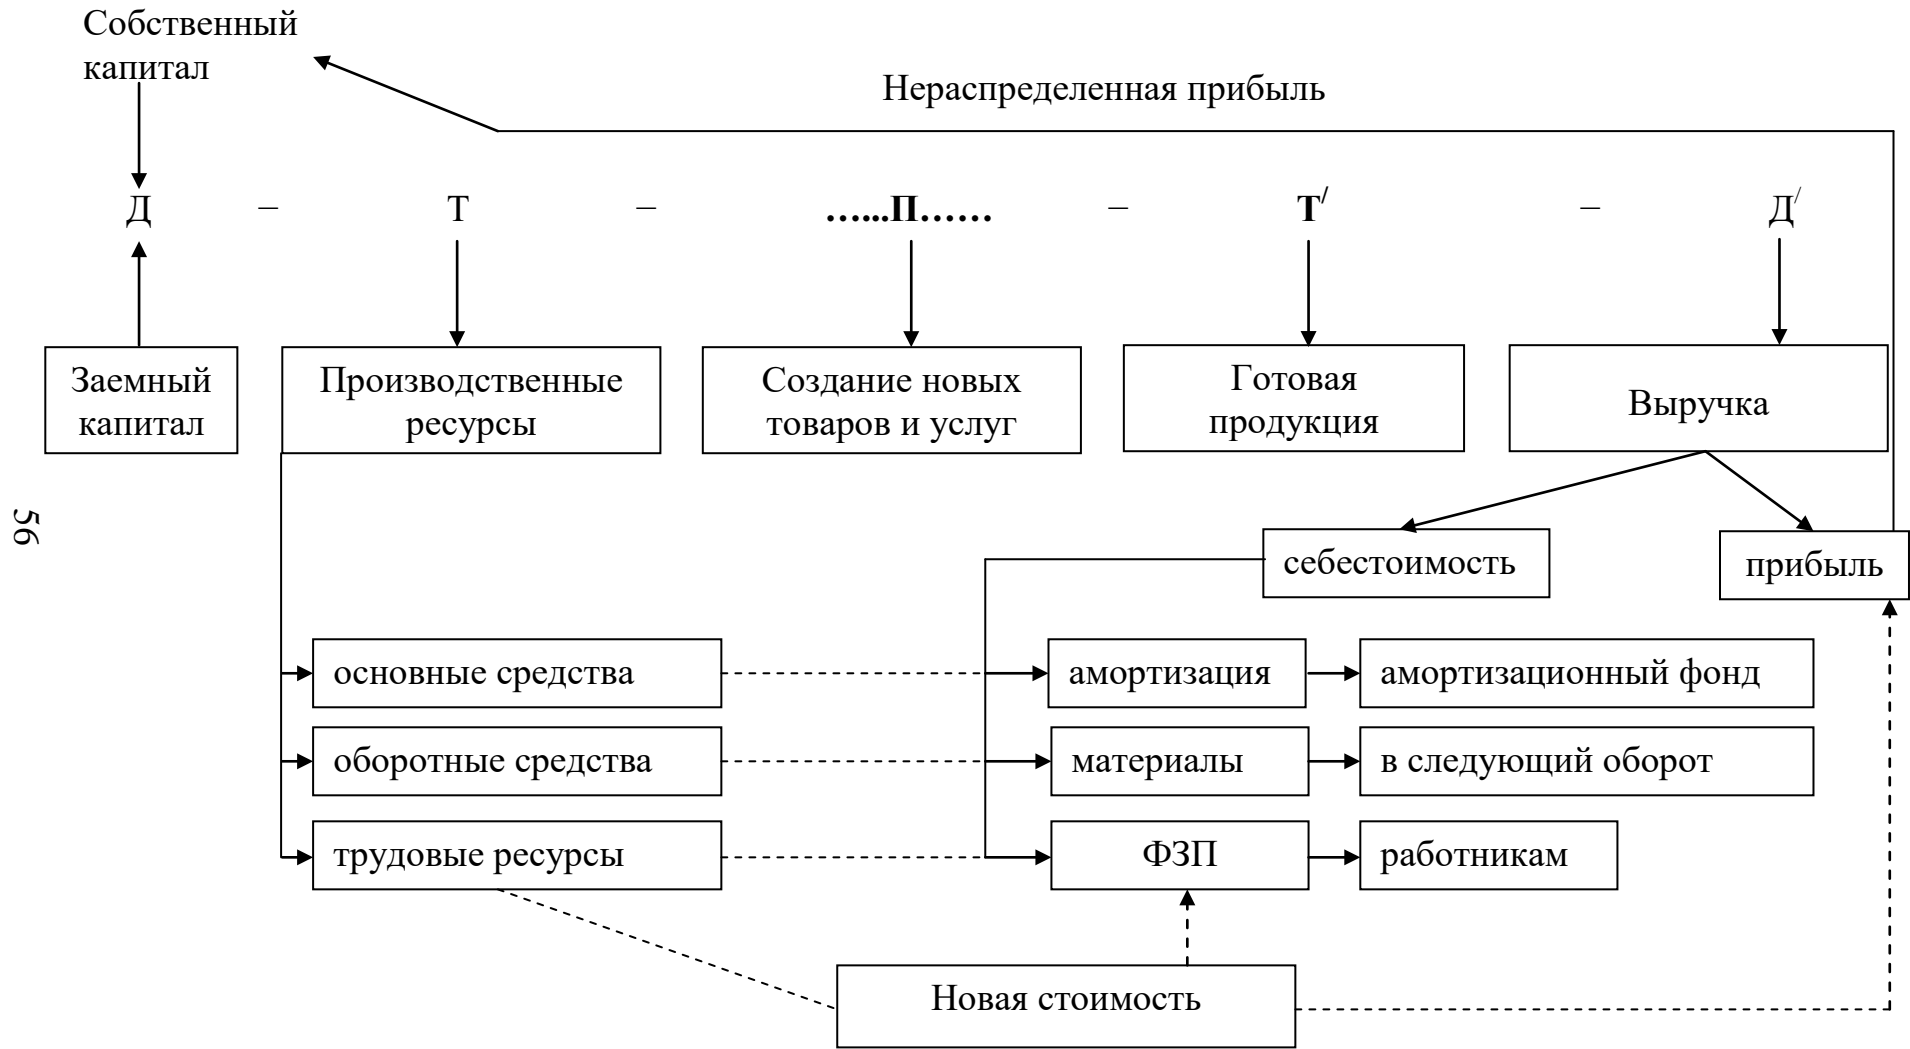 Собственный
капитал
Нераспределенная прибыль
Д – Т – …...П…… – Т/ – Д/
Заемный
капитал
Производственные
ресурсы
Создание новых
товаров и услуг
Готовая
продукция
Выручка
56
себестоимость
прибыль
основные средства
амортизация
амортизационный фонд
оборотные средства
материалы
в следующий оборот
трудовые ресурсы
ФЗП
работникам
Новая стоимость